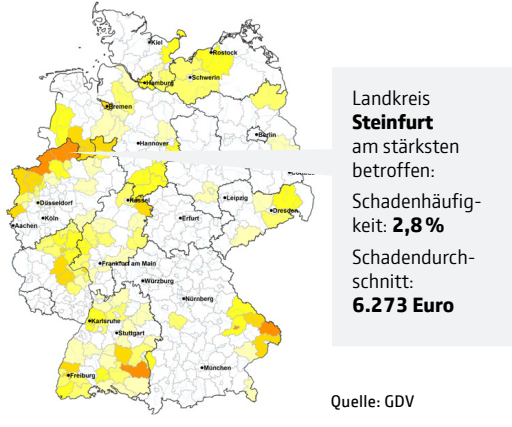 Kiel
Rostock
Hamburg
Schwerin
Bremen
Berlin
Hannover
Düsseldorf
Kassel
Leipzig
Dresden
Köln
Erfurt
Aachen
Frankfurt am Main
Würzburg
Nürnberg
Karlsruhe
Stuttgart
Freiburg
München
Landkreis
Steinfurt
am stärksten
betroffen:
Schadenhäufig-
keit: 2,8 %
Schadendurch-
schnitt:
6.273 Euro
Quelle: GDV